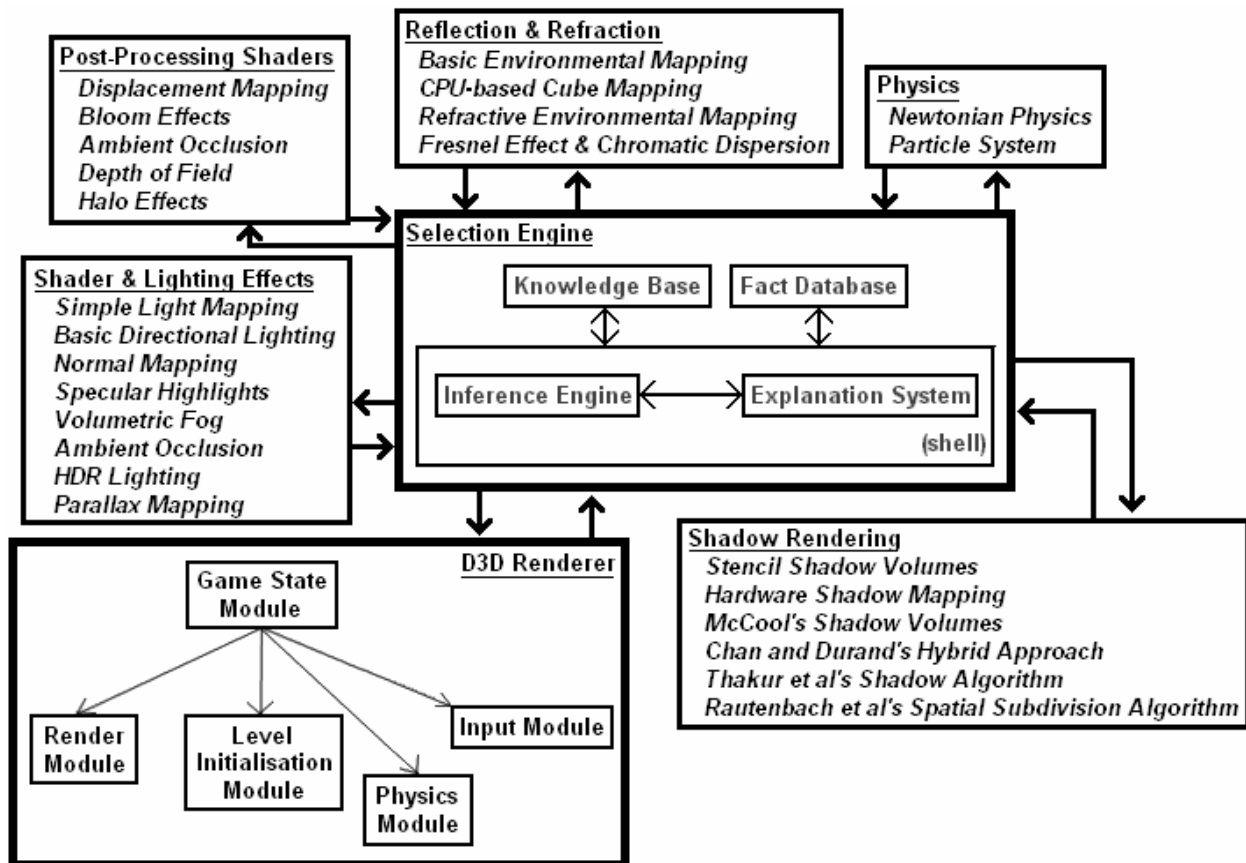 Post-Processing Shaders
Displacement Mapping
Bloom Effects
Ambient Occlusion
Depth of Field
Halo Effects
Reflection & Refraction
Basic Environmental Mapping
CPU-based Cube Mapping
Refractive Environmental Mapping
Fresnel Effect & Chromatic Dispersion
Physics
Newtonian Physics
Particle System
Selection Engine
Knowledge Base
Fact Database
Inference Engine
Explanation System
(shell)
Shader & Lighting Effects
Simple Light Mapping
Basic Directional Lighting
Normal Mapping
Specular Highlights
Volumetric Fog
Ambient Occlusion
HDR Lighting
Parallax Mapping
D3D Renderer
Game State
Module
Render
Module
Level
Initialisation
Module
Physics
Module
Input Module
Shadow Rendering
Stencil Shadow Volumes
Hardware Shadow Mapping
McCool's Shadow Volumes
Chan and Durand's Hybrid Approach
Thakur et al's Shadow Algorithm
Rautenbach et al's Spatial Subdivision Algorithm